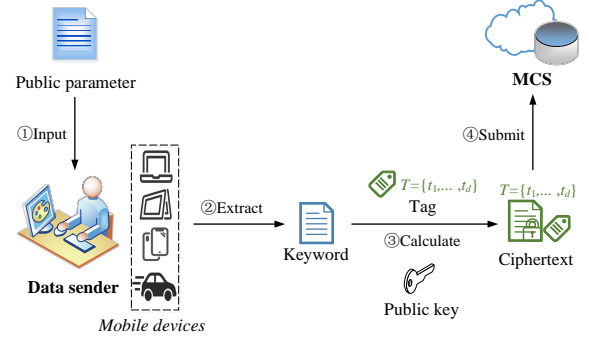 Public parameter
①Input
Data sender
Mobile devices
②Extract
Keyword
T={t1,... ,td}
Tag
③Calculate
Public key
T={t1,... ,td}
Ciphertext
④Submit
MCS